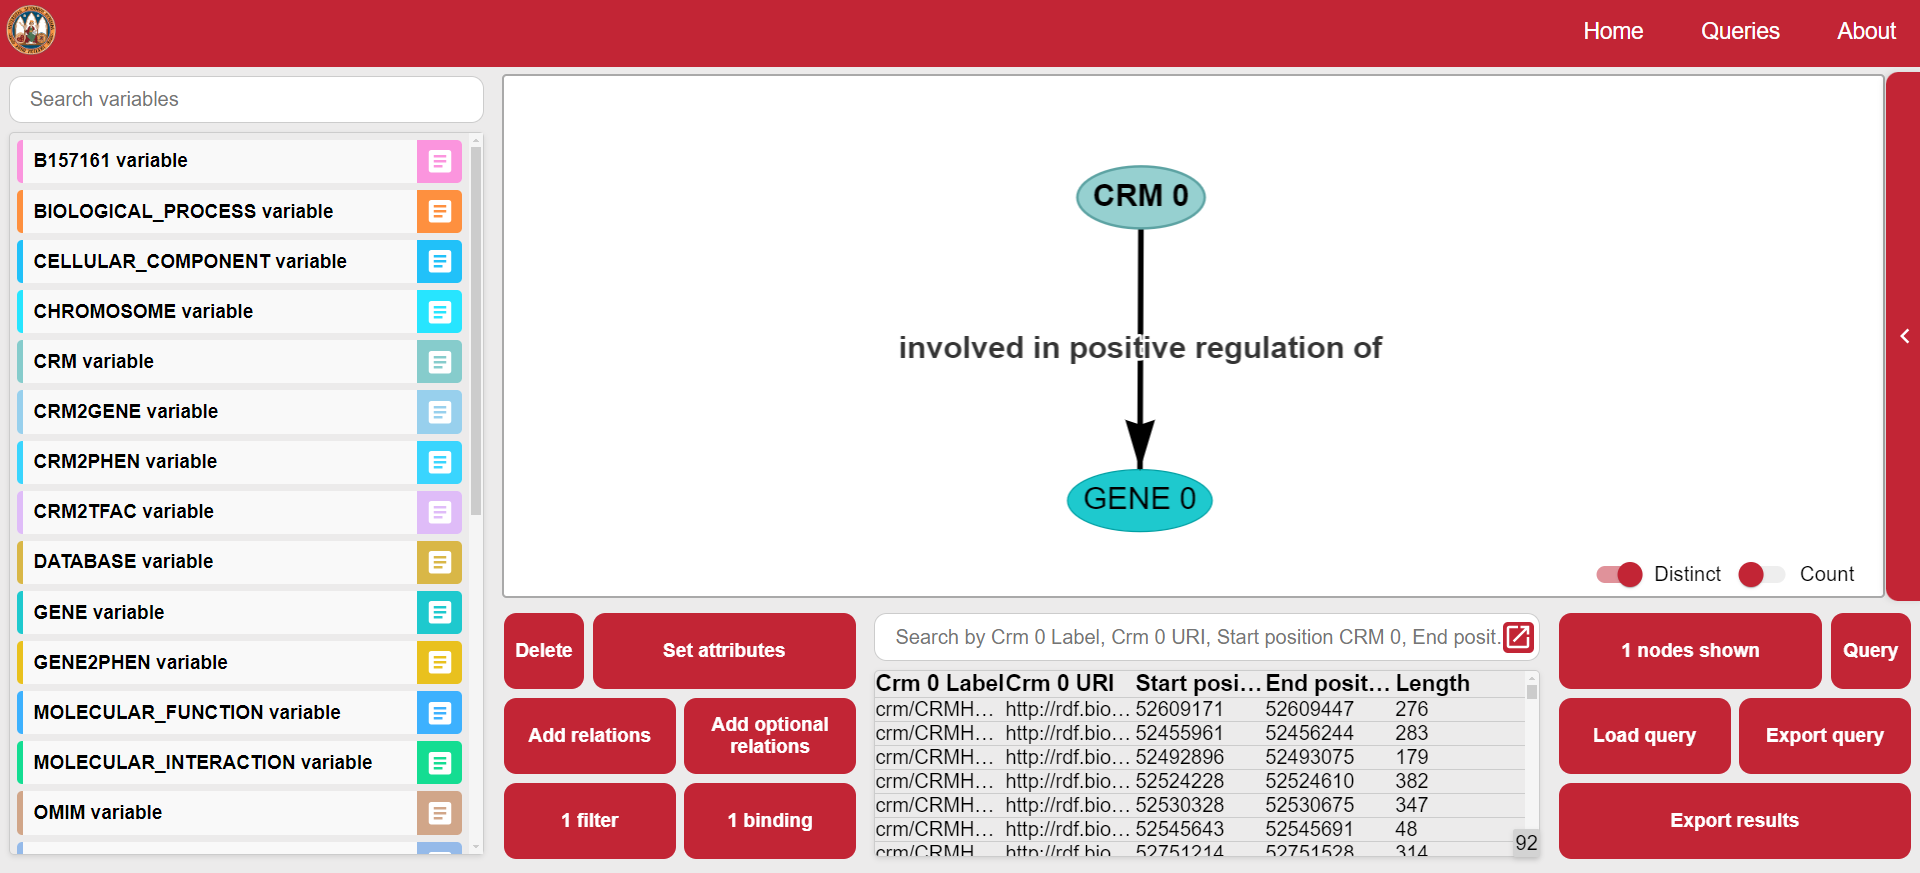 Home Queries About
Search variables
B157161 variable
BIOLOGICAL_PROCESS variable
CELLULAR_COMPONENT variable
CHROMOSOME variable
CRM variable
CRM2GENE variable
CRM2PHEN variable
CRM2TFAC variable
DATABASE variable
GENE variable
GENE2PHEN variable
MOLECULAR_FUNCTION variable
MOLECULAR_INTERACTION variable
OMIM variable
CRM 0
involved in positive regulation of
GENE 0
Distinct Count
Delete
Set attributes
Add relations
Add optional
relations
1 filter
1 binding
Search by Crm 0 Label, Crm 0 URI, Start position CRM 0, End posit.
Crm 0 Label Crm 0 URI Start posi... End posit... Length
crm/CRMH... http://rdf.bio... 52609171 52609447 276
crm/CRMH... http://rdf.bio... 52455961 52456244 283
crm/CRMH... http://rdf.bio... 52492896 52493075 179
crm/CRMH... http://rdf.bio... 52524228 52524610 382
crm/CRMH... http://rdf.bio... 52530328 52530675 347
crm/CRMH... http://rdf.bio... 52545643 52545691 48
crm/CRMH... http://rdf.bio... 52751214 52751528 314
92
1 nodes shown
Query
Load query
Export query
Export results